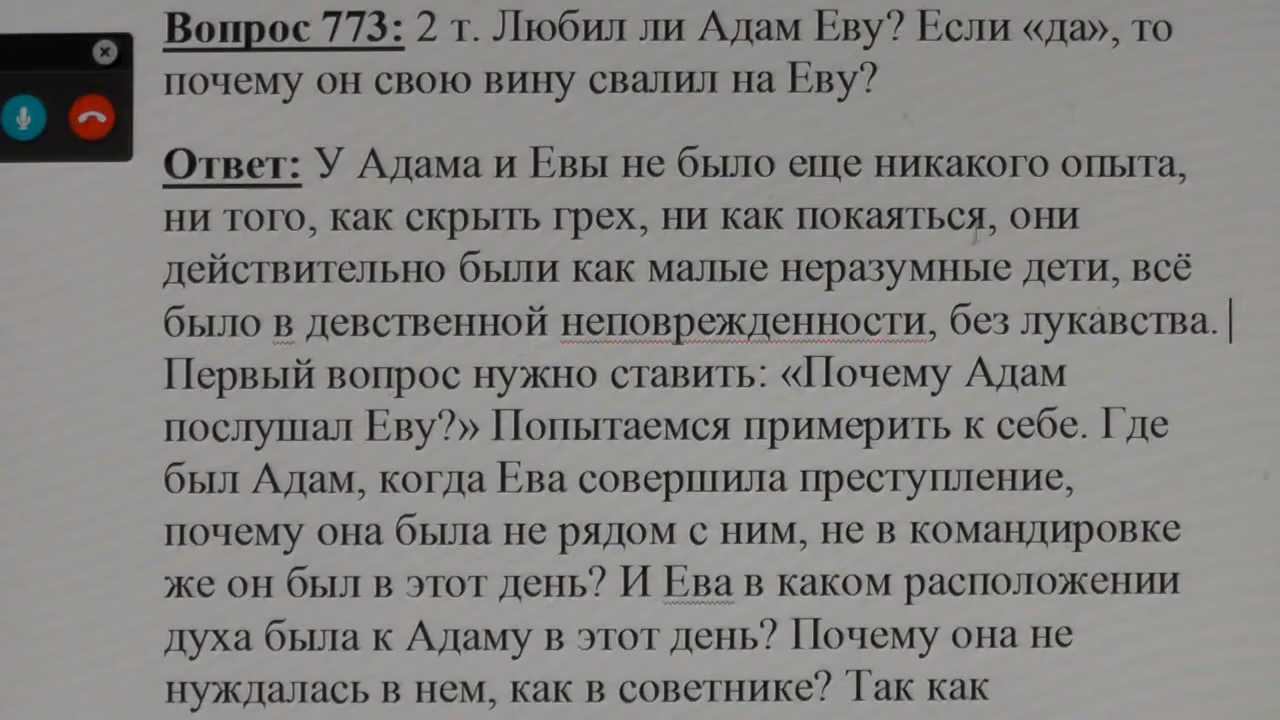 Вопрос 773: 2 т. Любил ли Адам Еву? Если «да», то
почему он свою вину свалил на Еву?
Ответ: У Адама и Евы не было еще никакого опыта,
ни того, как скрыть грех, ни как покаяться, они
действительно были как малые неразумные дети, всё
было в девственной неповрежденности, без лукавства.
Первый вопрос нужно ставить: «Почему Адам
послушал Еву?» Попытаемся примерить к себе. Где
был Адам, когда Ева совершила преступление,
почему она была не рядом с ним, не в командировке
же он был в этот день? И Ева в каком расположении
духа была к Адаму в этот день? Почему она не
нуждалась в нем, как в советнике? Так как